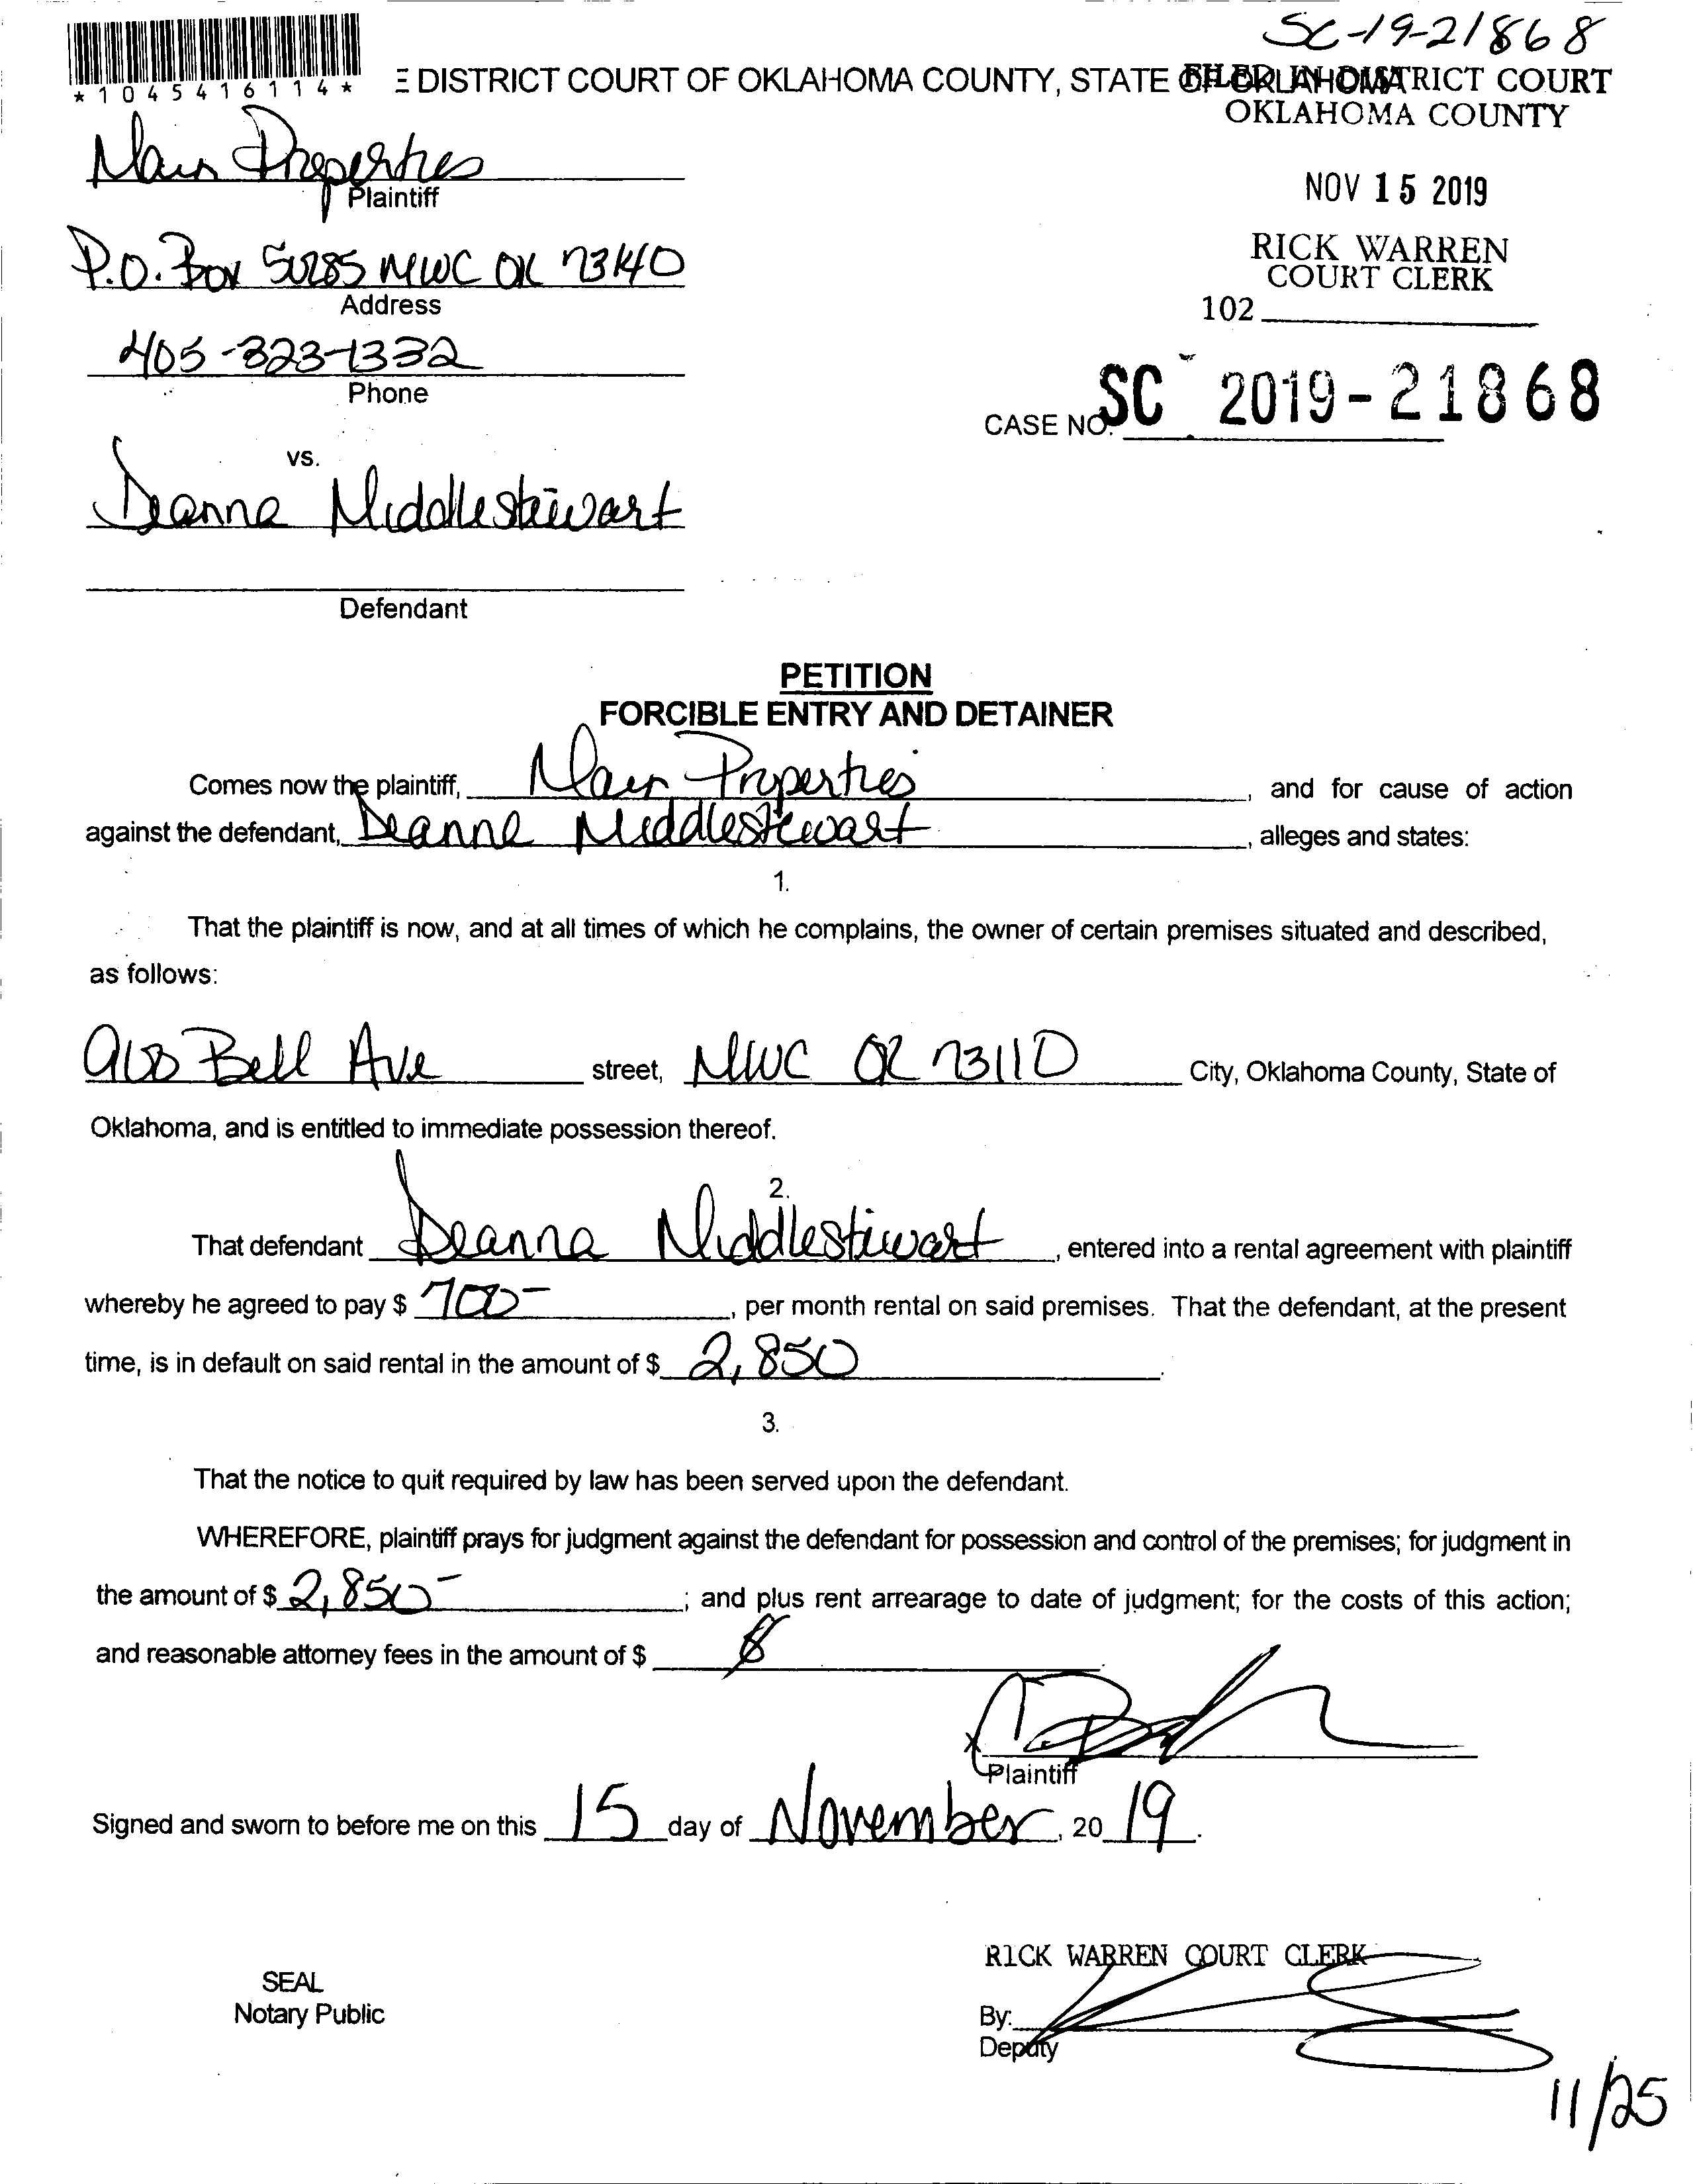 SC-19-21868
*1045416114*
E DISTRICT COURT OF OKLAHOMA COUNTY, STATE OF OKLAHOMA
FILED IN DISTRICT COURT
OKLAHOMA COUNTY
Properties
Plaintiff
NOV 15 2019
RICK WARREN
COURT CLERK
P.O. Box MWC OK 73140
Address
102
405-323-1332
Phone
CASE NO. SC 2019-21868
vs.
Deanna Middlestewart
Defendant
PETITION
FORCIBLE ENTRY AND DETAINER
Comes now the plaintiff, Properties, and for cause of action
against the defendant, Deanna Middlestewart, alleges and states:
1.
That the plaintiff is now, and at all times of which he complains, the owner of certain premises situated and described,
as follows:
Bell Ave street, MWC OK 73110 City, Oklahoma County, State of
Oklahoma, and is entitled to immediate possession thereof.
2.
That defendant Deanna Middlestewart, entered into a rental agreement with plaintiff
whereby he agreed to pay $ 700-, per month rental on said premises. That the defendant, at the present
time, is in default on said rental in the amount of $ 2,850.
3.
That the notice to quit required by law has been served upon the defendant.
WHEREFORE, plaintiff prays for judgment against the defendant for possession and control of the premises; for judgment in
the amount of $ 2,850-; and plus rent arrearage to date of judgment; for the costs of this action;
and reasonable attorney fees in the amount of $
x
Plaintiff
Signed and sworn to before me on this 15 day of November, 2019.
RICK WARREN COURT CLERK
SEAL
Notary Public
By:
Deputy
11/25